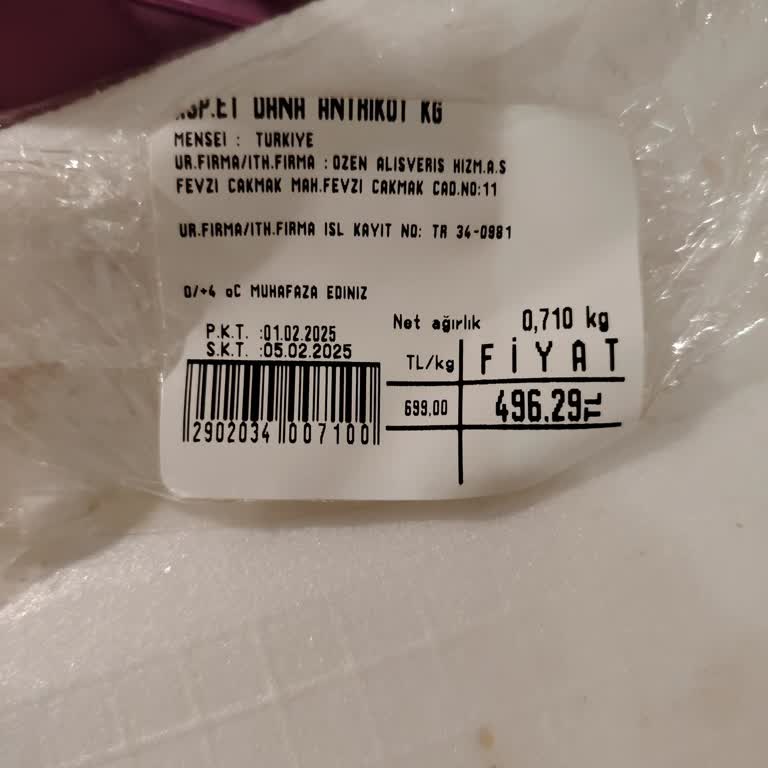 ET DANA ANTRIKOT KG
MENSEI : TURKIYE
UR.FIRMA/ITH.FIRMA : OZEN ALISVERIS HIZM.A.S
FEVZI CAKMAK MAH.FEVZI CAKMAK CAD.NO:11
UR.FIRMA/ITH.FIRMA ISL KAYIT NO: TR 34-0981
0/+4 oC MUHAFAZA EDINIZ
P.K.T. :01.02.2025
S.K.T. :05.02.2025
2902034 007100
Net ağırlık 0,710 kg
TL/kg FİYAT
699,00 496.29TL